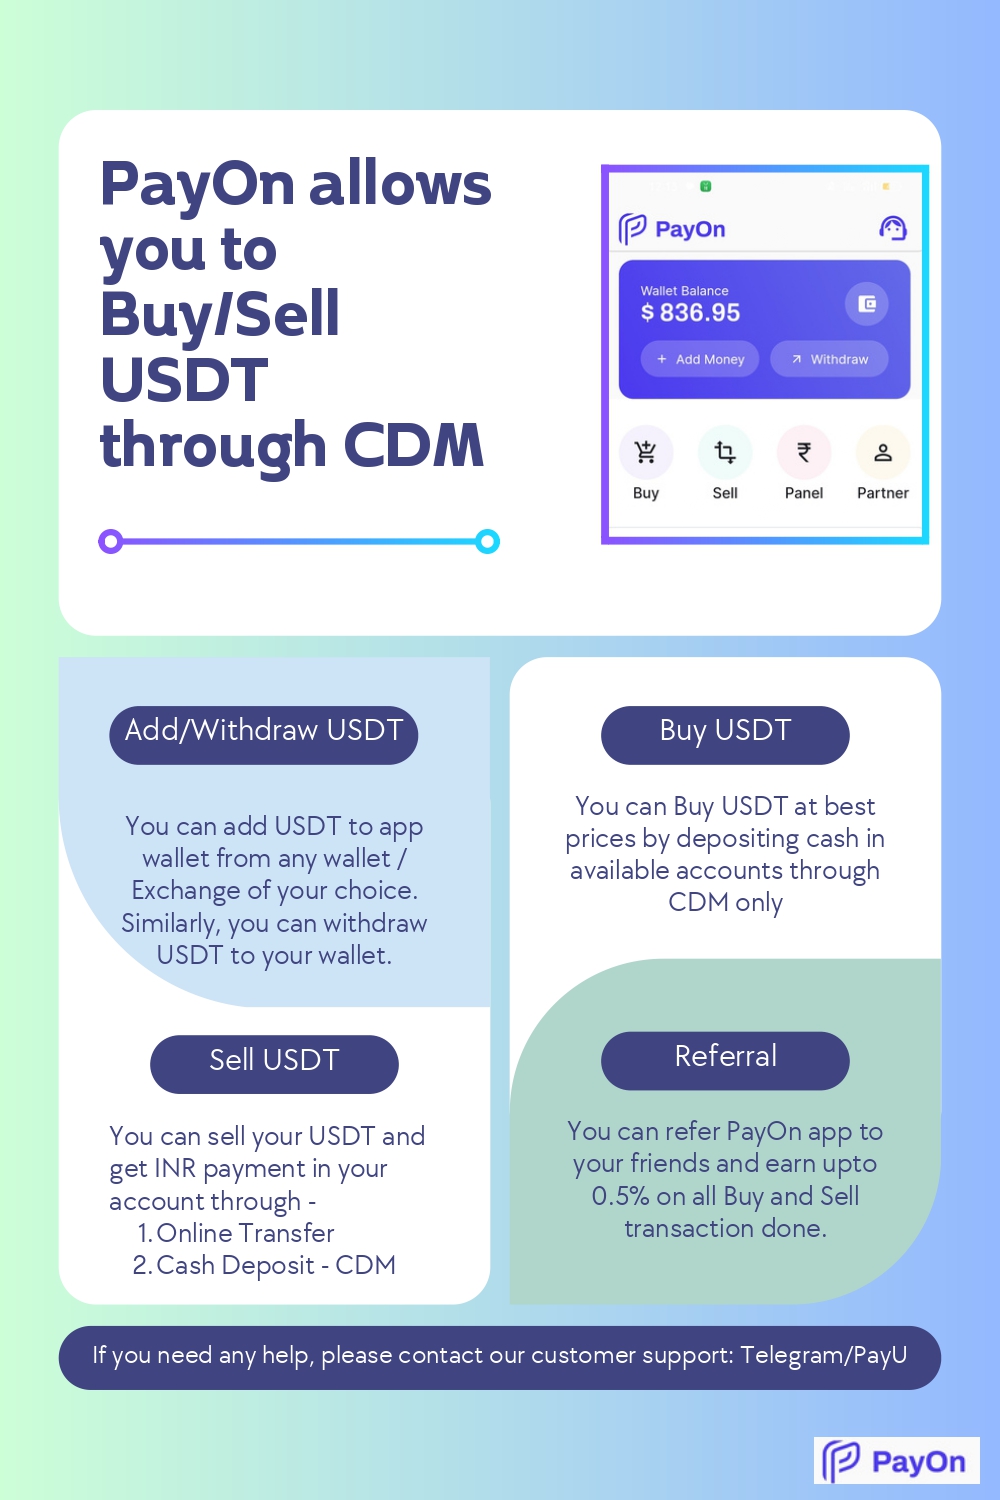 PayOn allows
you to
Buy/Sell
USDT
through CDM
PayOn
Wallet Balance
$ 836.95
+ Add Money
Withdraw
Buy
Sell
Panel
Partner
Add/Withdraw USDT
You can add USDT to app
wallet from any wallet /
Exchange of your choice.
Similarly, you can withdraw
USDT to your wallet.
Buy USDT
You can Buy USDT at best
prices by depositing cash in
available accounts through
CDM only
Sell USDT
You can sell your USDT and
get INR payment in your
account through -
1. Online Transfer
2. Cash Deposit - CDM
Referral
You can refer PayOn app to
your friends and earn upto
0.5% on all Buy and Sell
transaction done.
If you need any help, please contact our customer support: Telegram/PayU
PayOn